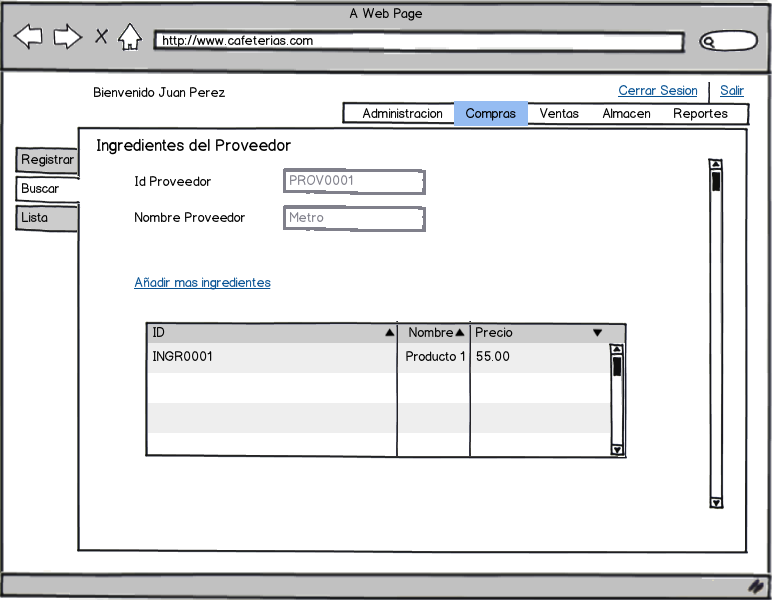 A Web Page
http://www.cafeterias.com
Bienvenido Juan Perez
Cerrar Sesion Salir
Administracion Compras Ventas Almacen Reportes
Ingredientes del Proveedor
Registrar
Buscar
Lista
Id Proveedor PROV0001
Nombre Proveedor Metro
Añadir mas ingredientes
ID Nombre Precio
INGR0001 Producto 1 55.00